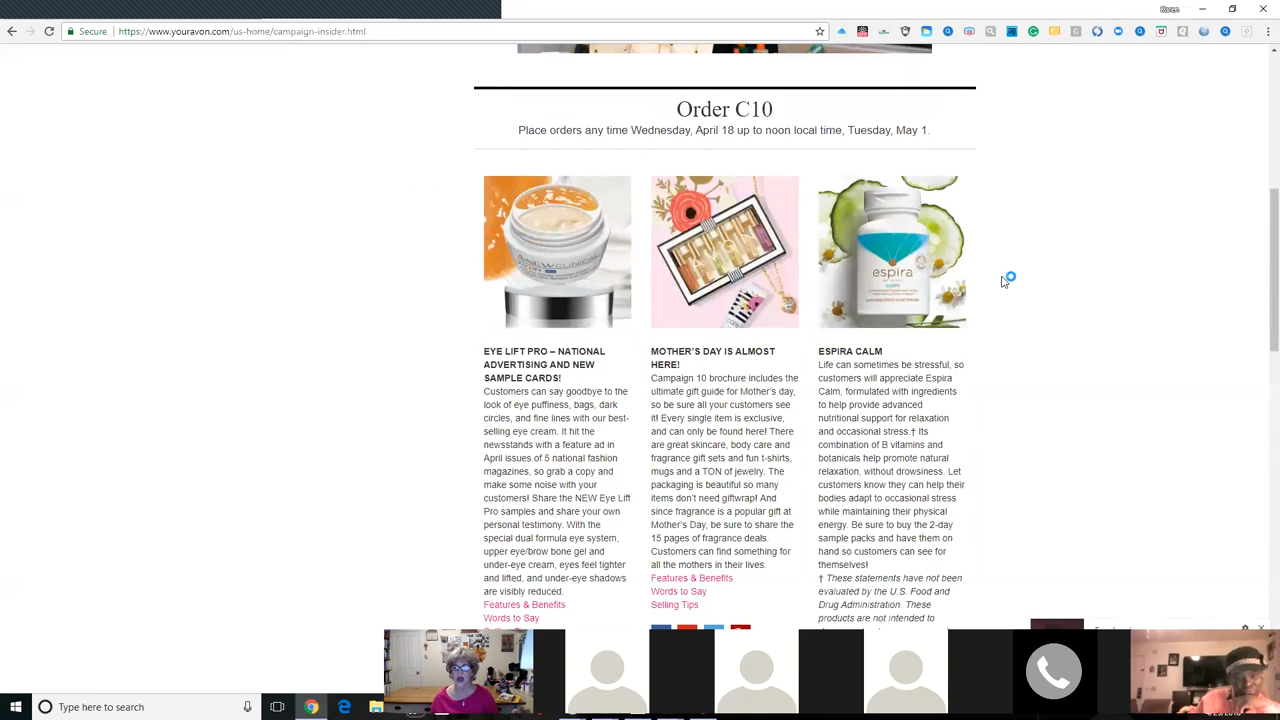 Karen
Secure
https://www.youravon.com/us-home/campaign-insider.html
Order C10
Place orders any time Wednesday, April 18 up to noon local time, Tuesday, May 1.
ANEW CLINICAL
espira
EYE LIFT PRO – NATIONAL
ADVERTISING AND NEW
SAMPLE CARDS!
Customers can say goodbye to the
look of eye puffiness, bags, dark
circles, and fine lines with our best-
selling eye cream. It hit the
newsstands with a feature ad in
April issues of 5 national fashion
magazines, so grab a copy and
make some noise with your
customers! Share the NEW Eye Lift
Pro samples and share your own
personal testimony. With the
special dual formula eye system,
upper eye/brow bone gel and
under-eye cream, eyes feel tighter
and lifted, and under-eye shadows
are visibly reduced.
Features & Benefits
Words to Say
MOTHER'S DAY IS ALMOST
HERE!
Campaign 10 brochure includes the
ultimate gift guide for Mother's day,
so be sure all your customers see
it! Every single item is exclusive,
and can only be found here! There
are great skincare, body care and
fragrance gift sets and fun t-shirts,
mugs and a TON of jewelry. The
packaging is beautiful so many
items don't need giftwrap! And
since fragrance is a popular gift at
Mother's Day, be sure to share the
15 pages of fragrance deals.
Customers can find something for
all the mothers in their lives.
Features & Benefits
Words to Say
Selling Tips
ESPIRA CALM
Life can sometimes be stressful, so
customers will appreciate Espira
Calm, formulated with ingredients
to help provide advanced
nutritional support for relaxation
and occasional stress.† Its
combination of B vitamins and
botanicals help promote natural
relaxation, without drowsiness. Let
customers know they can help their
bodies adapt to occasional stress
while maintaining their physical
energy. Be sure to buy the 2-day
sample packs and have them on
hand so customers can see for
themselves!
† These statements have not been
evaluated by the U.S. Food and
Drug Administration. These
products are not intended to
Type here to search